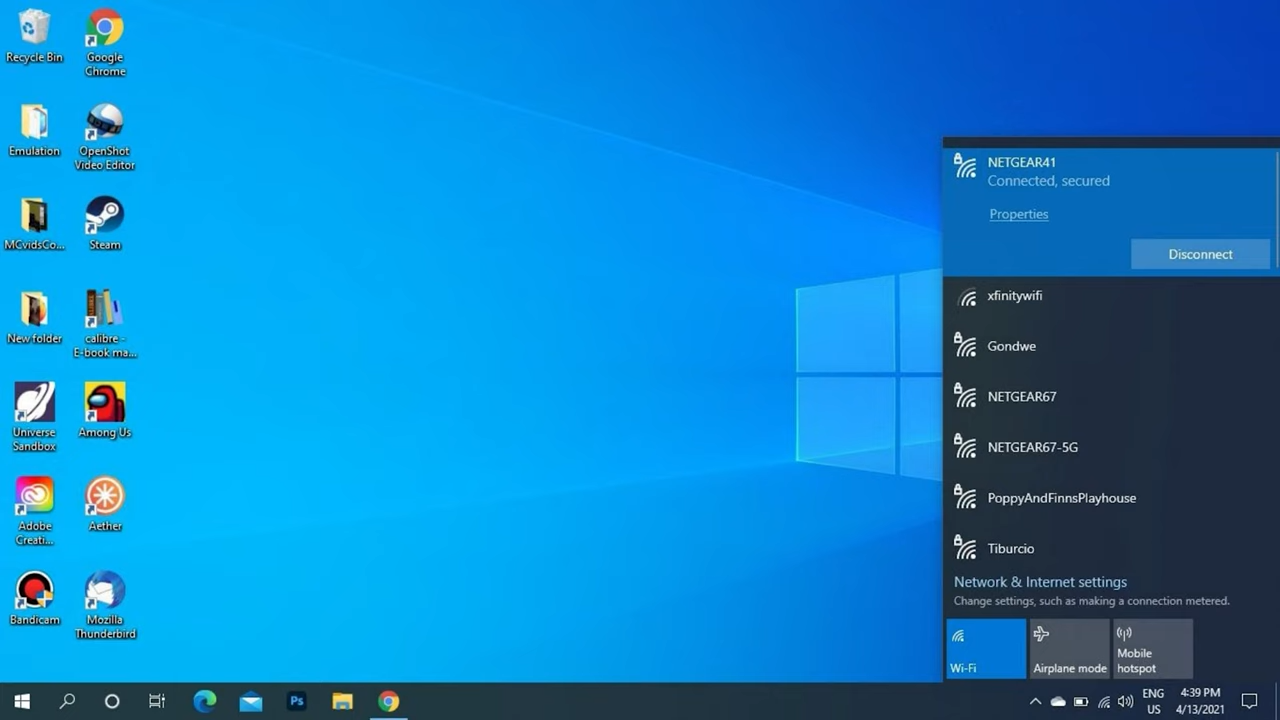 Recycle Bin
Google
Chrome
Emulation
OpenShot
Video Editor
MCvidsCo...
Steam
New folder
calibre -
E-book ma...
Universe
Sandbox
Among Us
Adobe
Creati...
Aether
Bandicam
Mozilla
Thunderbird
NETGEAR41
Connected, secured
Properties
Disconnect
xfinitywifi
Gondwe
NETGEAR67
NETGEAR67-5G
PoppyAndFinnsPlayhouse
Tiburcio
Network & Internet settings
Change settings, such as making a connection metered.
Wi-Fi
Airplane mode
Mobile
hotspot
Ps
ENG
US
4:39 PM
4/13/2021